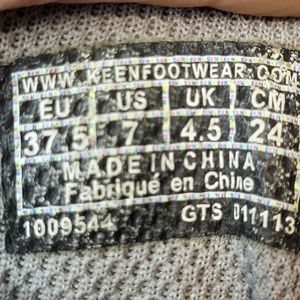 WWW.KEENFOOTWEAR.COM
EU US UK CM
37.5 7 4.5 24
MADE IN CHINA
Fabriqué en Chine
1009544 GTS 011113